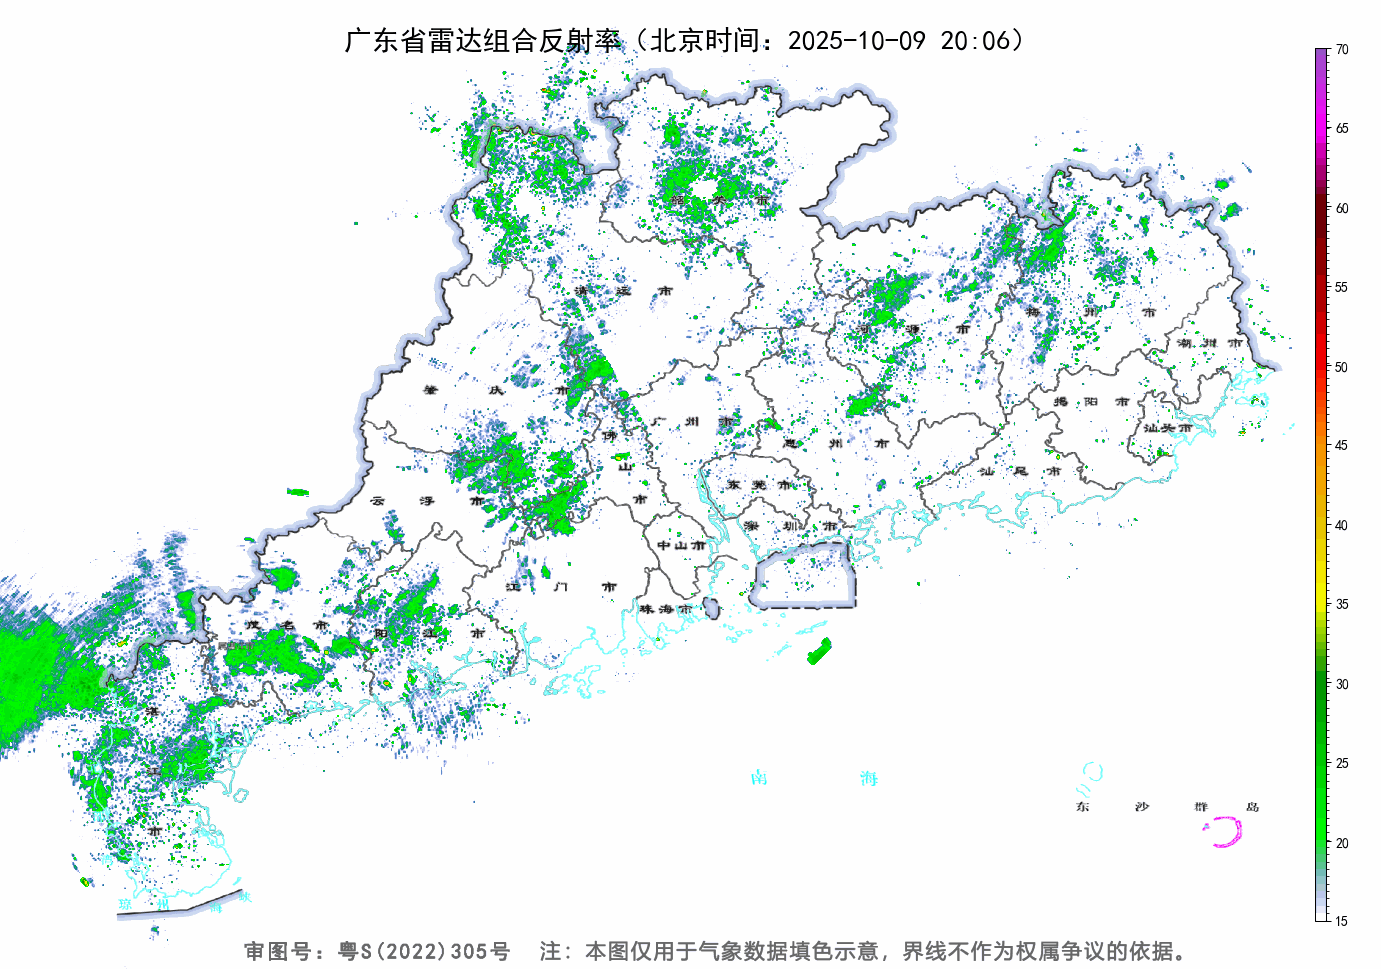 广东省雷达组合反射率（北京时间：2025-10-09 20:06）
70
65
60
55
50
45
40
35
30
25
20
15
韶关市
清远市
河源市
梅州市
潮州市
肇庆市
广州市
揭阳市
汕头市
佛山市
惠州市
云浮市
东莞市
汕尾市
深圳市
中山市
江门市
珠海市
茂名市
阳江市
湛江市
南海
东沙群岛
琼州海峡
审图号：粤S(2022)305号 注：本图仅用于气象数据填色示意，界线不作为权属争议的依据。